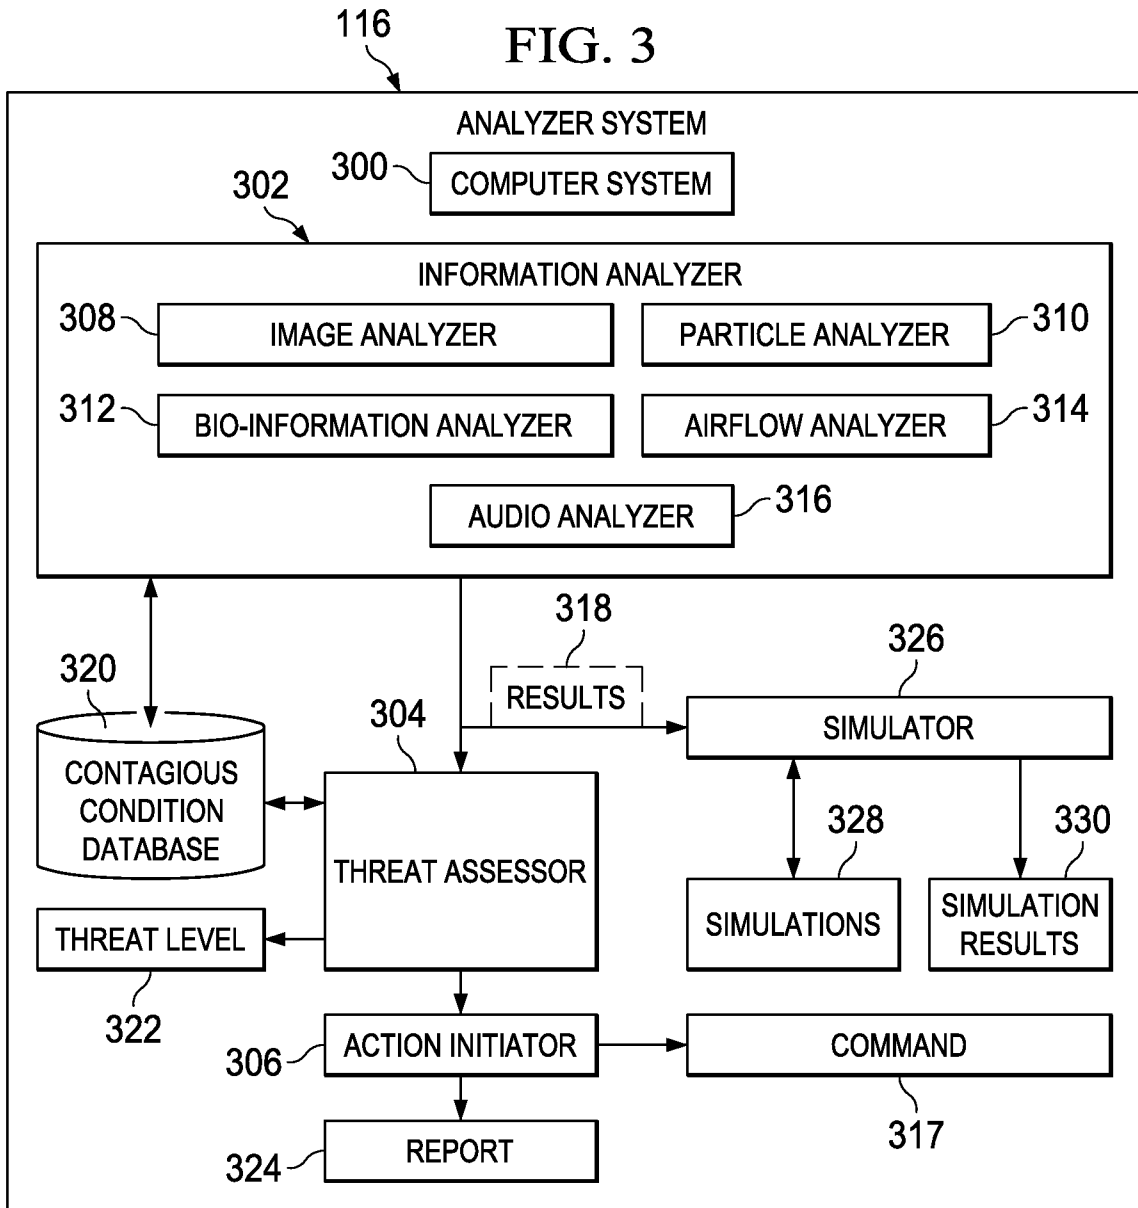 FIG. 3
116
ANALYZER SYSTEM
300
COMPUTER SYSTEM
302
INFORMATION ANALYZER
308
IMAGE ANALYZER
PARTICLE ANALYZER
310
312
BIO-INFORMATION ANALYZER
AIRFLOW ANALYZER
314
AUDIO ANALYZER
316
318
RESULTS
320
CONTAGIOUS
CONDITION
DATABASE
304
THREAT ASSESSOR
326
SIMULATOR
328
SIMULATIONS
330
SIMULATION
RESULTS
THREAT LEVEL
322
306
ACTION INITIATOR
COMMAND
317
324
REPORT